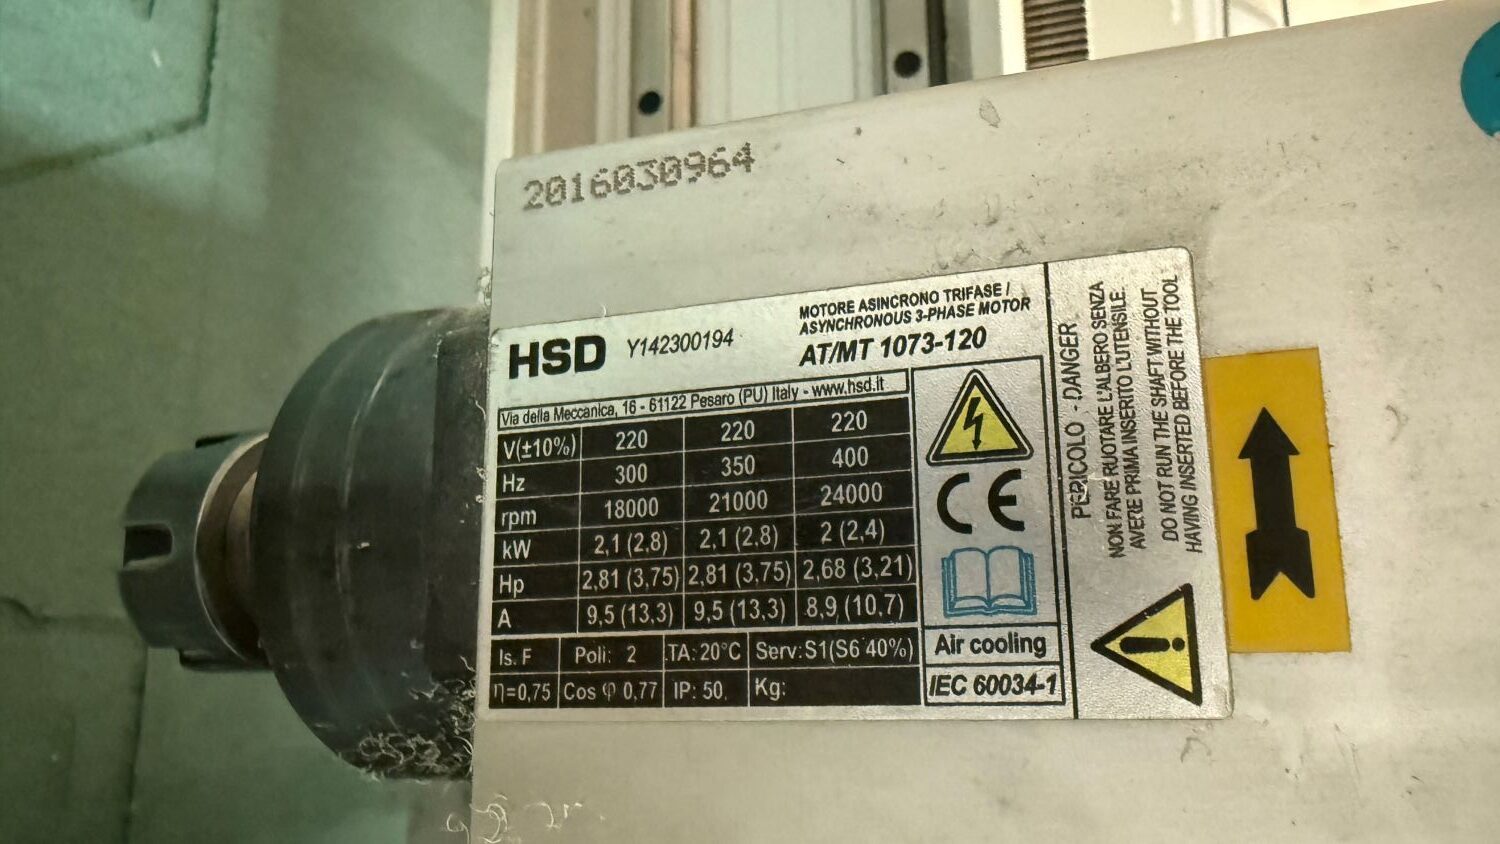 2016030964
HSD Y142300194
MOTORE ASINCRONO TRIFASE /
ASYNCHRONOUS 3-PHASE MOTOR
AT/MT 1073-120
Via della Meccanica, 16 - 61122 Pesaro (PU) Italy - www.hsd.it
V(±10%) 220 220 220
Hz 300 350 400
rpm 18000 21000 24000
kW 2,1 (2,8) 2,1 (2,8) 2 (2,4)
Hp 2,81 (3,75) 2,81 (3,75) 2,68 (3,21)
A 9,5 (13,3) 9,5 (13,3) 8,9 (10,7)
Is. F Poli: 2 TA: 20°C Serv:S1(S6 40%)
η=0,75 Cos φ 0,77 IP: 50. Kg:
CE
Air cooling
IEC 60034-1
PERICOLO - DANGER
NON FARE RUOTARE L'ALBERO SENZA
AVERE PRIMA INSERITO L'UTENSILE.
DO NOT RUN THE SHAFT WITHOUT
HAVING INSERTED BEFORE THE TOOL